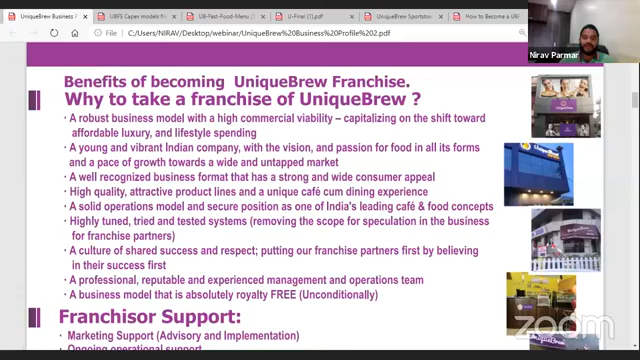 UniqueBrew Business P
UBFS Capex models fr
UB-Fast-Food-Menu
U-Final (1).pdf
UniqueBrew Sportstow
How to Become a UB
File
C:/Users/NIRAV/Desktop/webinar/UniqueBrew%20Business%20Profile%202.pdf
Nirav Parmar
Benefits of becoming UniqueBrew Franchise.
Why to take a franchise of UniqueBrew ?
· A robust business model with a high commercial viability – capitalizing on the shift toward
affordable luxury, and lifestyle spending
· A young and vibrant Indian company, with the vision, and passion for food in all its forms
and a pace of growth towards a wide and untapped market
· A well recognized business format that has a strong and wide consumer appeal
· High quality, attractive product lines and a unique café cum dining experience
· A solid operations model and secure position as one of India's leading café & food concepts
· Highly tuned, tried and tested systems (removing the scope for speculation in the business
for franchise partners)
· A culture of shared success and respect; putting our franchise partners first by believing
in their success first
· A professional, reputable and experienced management and operations team
· A business model that is absolutely royalty FREE (Unconditionally)
Franchisor Support:
· Marketing Support (Advisory and Implementation)
· Ongoing operational support
zoom